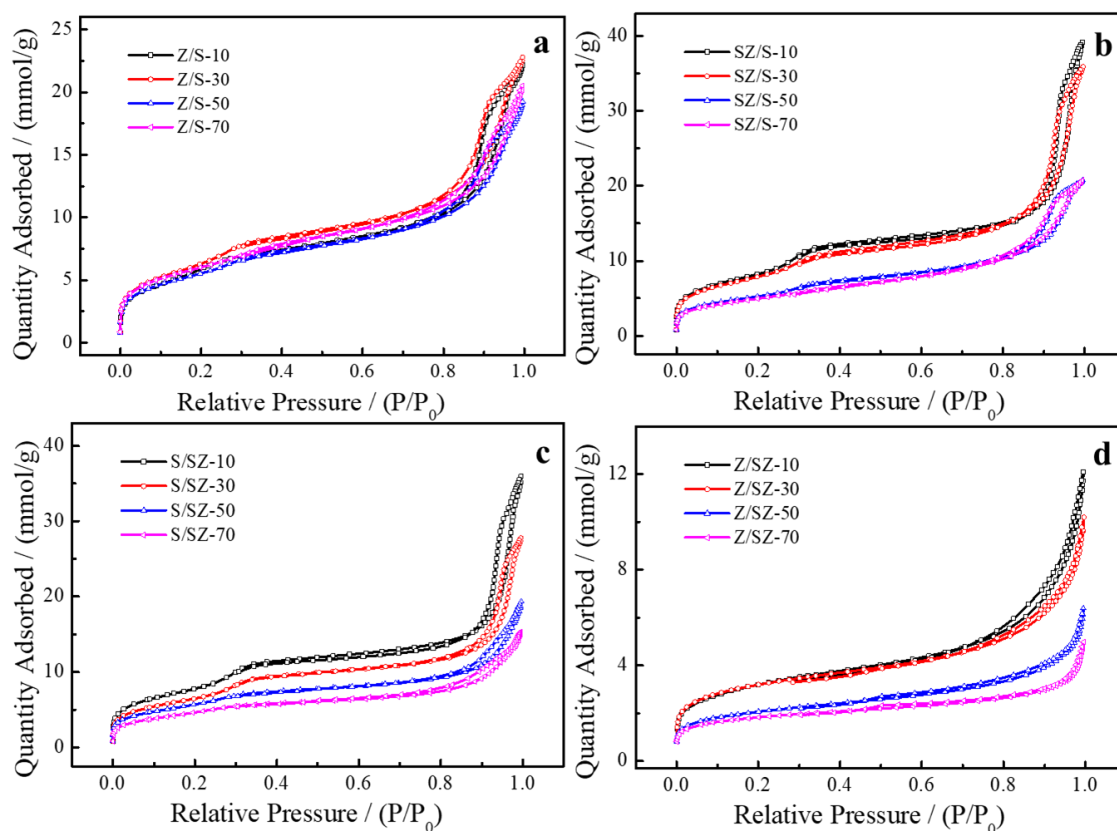 a
Z/S-10
Z/S-30
Z/S-50
Z/S-70
25
20
15
10
5
0
Quantity Adsorbed / (mmol/g)
0.0 0.2 0.4 0.6 0.8 1.0
Relative Pressure / (P/P₀)
b
SZ/S-10
SZ/S-30
SZ/S-50
SZ/S-70
40
30
20
10
0
Quantity Adsorbed / (mmol/g)
0.0 0.2 0.4 0.6 0.8 1.0
Relative Pressure / (P/P₀)
c
S/SZ-10
S/SZ-30
S/SZ-50
S/SZ-70
40
30
20
10
0
Quantity Adsorbed / (mmol/g)
0.0 0.2 0.4 0.6 0.8 1.0
Relative Pressure / (P/P₀)
d
Z/SZ-10
Z/SZ-30
Z/SZ-50
Z/SZ-70
12
8
4
0
Quantity Adsorbed / (mmol/g)
0.0 0.2 0.4 0.6 0.8 1.0
Relative Pressure / (P/P₀)